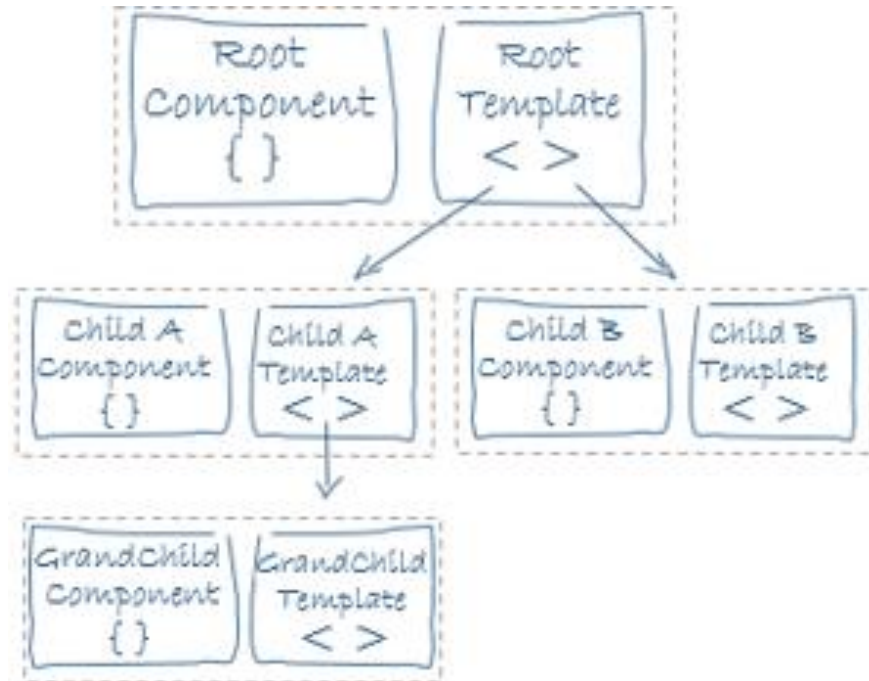 Root
Component
{ }
Root
Template
< >
Child A
Component
{ }
Child A
Template
< >
Child B
Component
{ }
Child B
Template
< >
GrandChild
Component
{ }
GrandChild
Template
< >